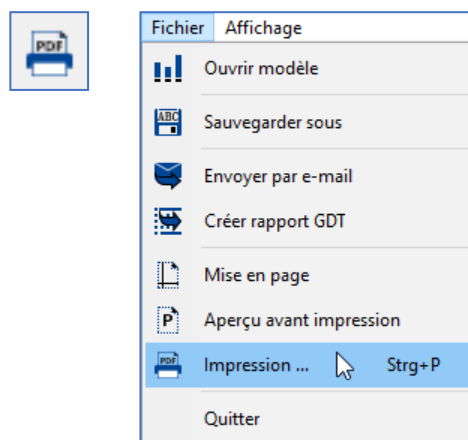 PDF
Fichier Affichage
Ouvrir modèle
ABC Sauvegarder sous
Envoyer par e-mail
Créer rapport GDT
Mise en page
P Aperçu avant impression
PDF Impression ... Strg+P
Quitter